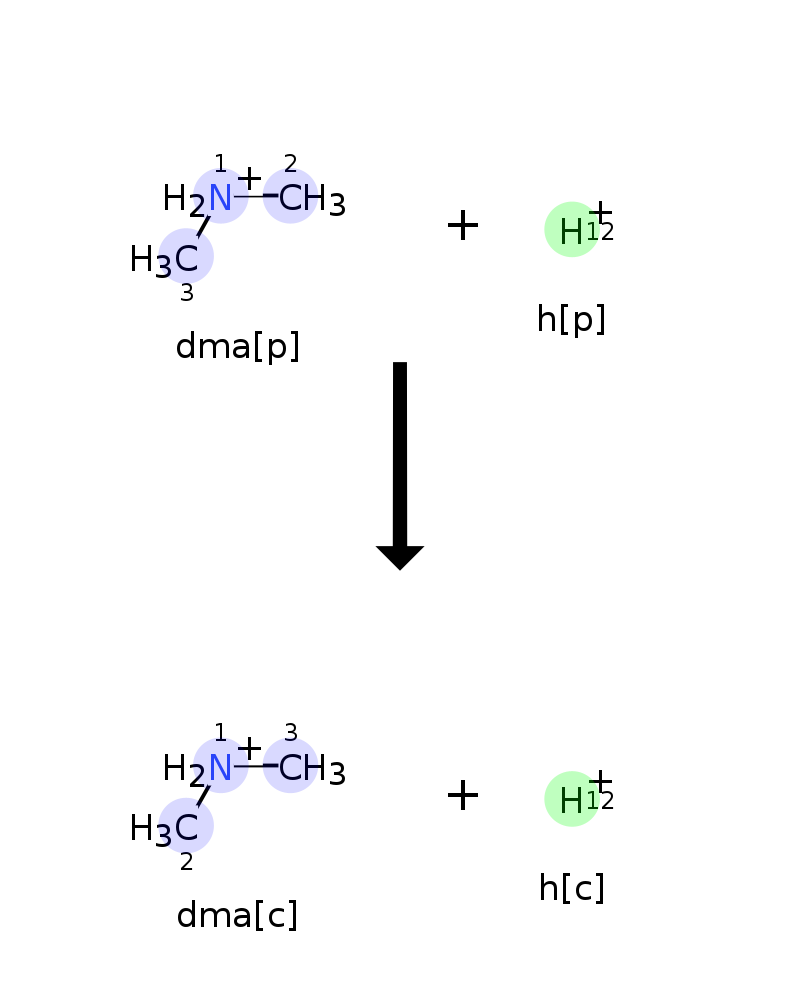 1 + 2
H2N—CH3
H3C
3
+
H+
12
dma[p]
h[p]
1 + 3
H2N—CH3
H3C
2
+
H+
12
dma[c]
h[c]